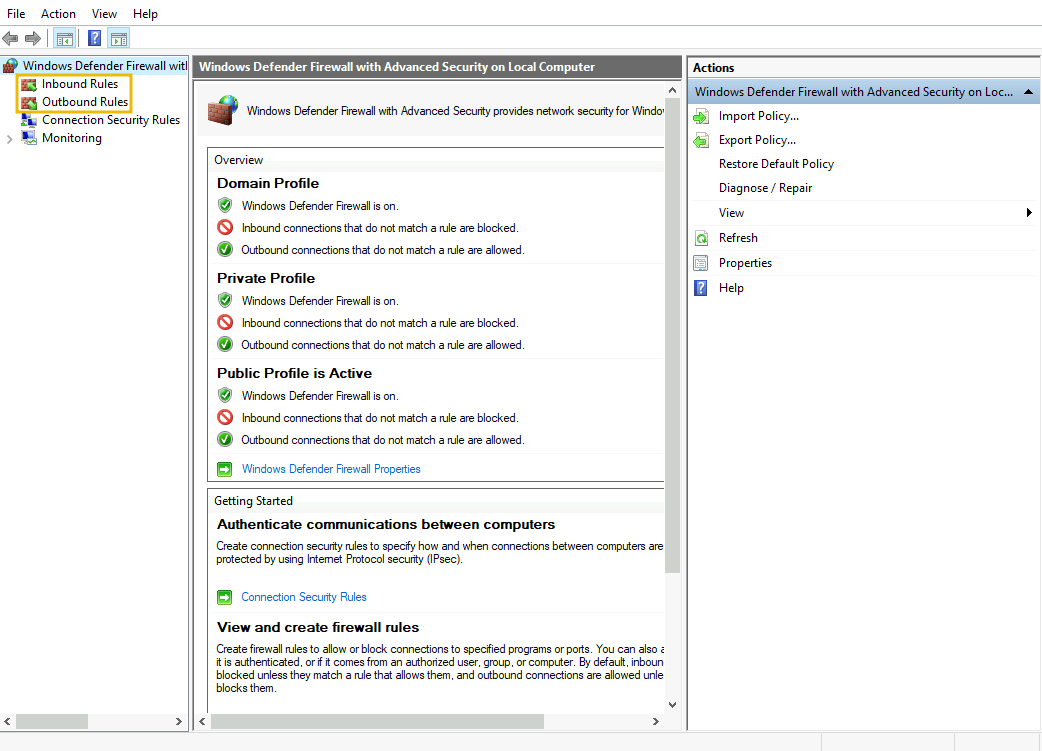 File Action View Help
Windows Defender Firewall with
Inbound Rules
Outbound Rules
Connection Security Rules
Monitoring
Windows Defender Firewall with Advanced Security on Local Computer
Windows Defender Firewall with Advanced Security provides network security for Window
Overview
Domain Profile
Windows Defender Firewall is on.
Inbound connections that do not match a rule are blocked.
Outbound connections that do not match a rule are allowed.
Private Profile
Windows Defender Firewall is on.
Inbound connections that do not match a rule are blocked.
Outbound connections that do not match a rule are allowed.
Public Profile is Active
Windows Defender Firewall is on.
Inbound connections that do not match a rule are blocked.
Outbound connections that do not match a rule are allowed.
Windows Defender Firewall Properties
Getting Started
Authenticate communications between computers
Create connection security rules to specify how and when connections between computers are
protected by using Internet Protocol security (IPsec).
Connection Security Rules
View and create firewall rules
Create firewall rules to allow or block connections to specified programs or ports. You can also a
it is authenticated, or if it comes from an authorized user, group, or computer. By default, inboun
blocked unless they match a rule that allows them, and outbound connections are allowed unle
blocks them.
Actions
Windows Defender Firewall with Advanced Security on Loc...
Import Policy...
Export Policy...
Restore Default Policy
Diagnose / Repair
View
Refresh
Properties
Help